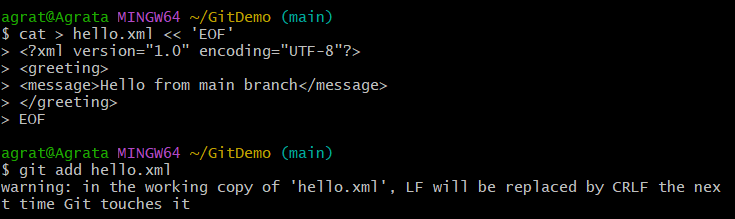 agrat@Agrata MINGW64 ~/GitDemo (main)
$ cat > hello.xml << 'EOF'
> <?xml version="1.0" encoding="UTF-8"?>
> <greeting>
> <message>Hello from main branch</message>
> </greeting>
> EOF

agrat@Agrata MINGW64 ~/GitDemo (main)
$ git add hello.xml
warning: in the working copy of 'hello.xml', LF will be replaced by CRLF the nex
t time Git touches it